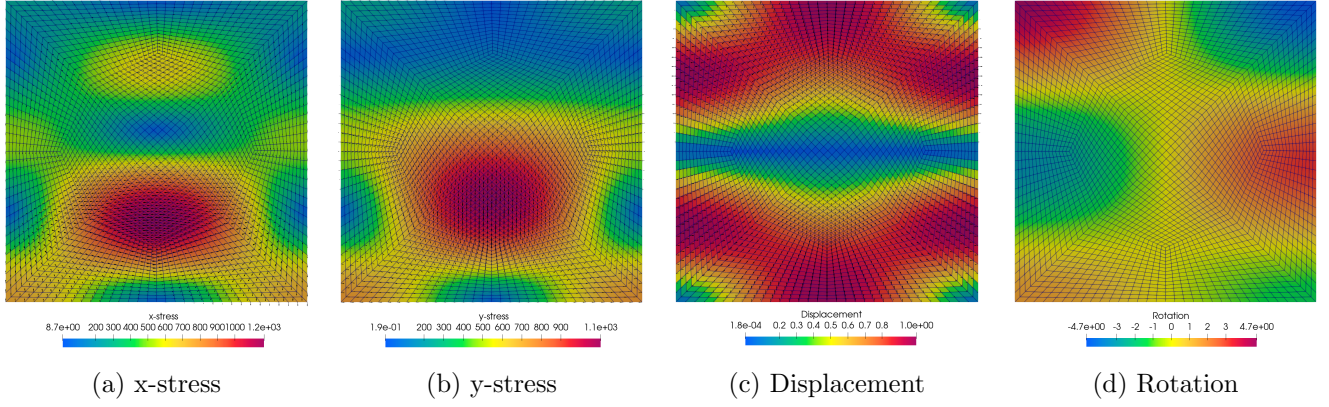 x-stress
8.7e+00 200 300 400 500 600 700 800 9001000 1.2e+03
y-stress
1.9e-01 200 300 400 500 600 700 800 900 1.1e+03
Displacement
1.8e-04 0.2 0.3 0.4 0.5 0.6 0.7 0.8 1.0e+00
Rotation
-4.7e+00 -3 -2 -1 0 1 2 3 4.7e+00
(a) x-stress
(b) y-stress
(c) Displacement
(d) Rotation